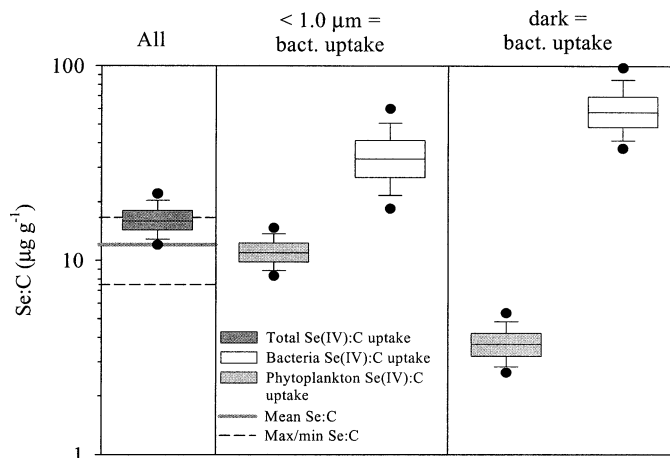 All
< 1.0 μm =
bact. uptake
dark =
bact. uptake
100
10
1
Se:C (μg g⁻¹)
Total Se(IV):C uptake
Bacteria Se(IV):C uptake
Phytoplankton Se(IV):C
uptake
Mean Se:C
Max/min Se:C